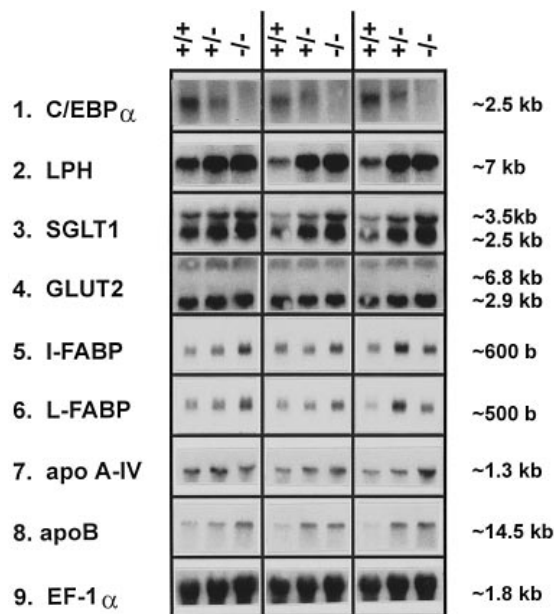 +/+ +/- -/- +/+ +/- -/- +/+ +/- -/-
1. C/EBPα ~2.5 kb
2. LPH ~7 kb
~3.5kb
3. SGLT1 ~2.5 kb
~6.8 kb
4. GLUT2 ~2.9 kb
5. I-FABP ~600 b
6. L-FABP ~500 b
7. apo A-IV ~1.3 kb
8. apoB ~14.5 kb
9. EF-1α ~1.8 kb